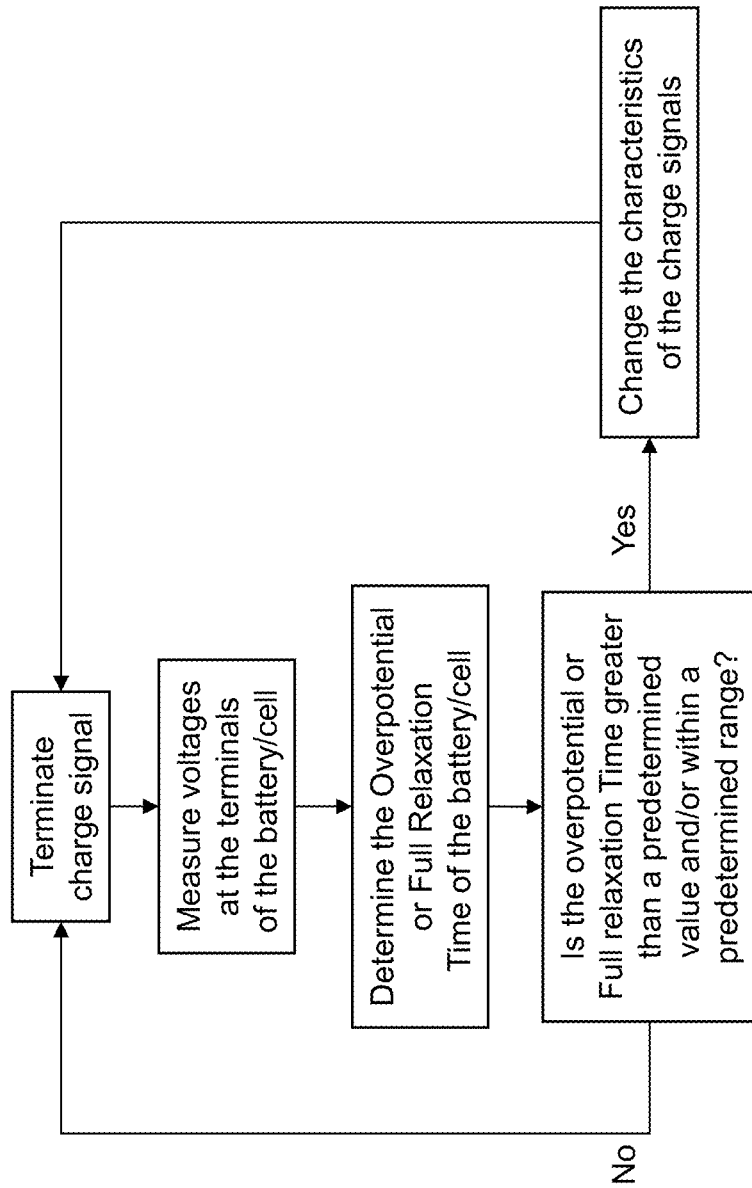 Terminate
charge signal
Measure voltages
at the terminals
of the battery/cell
Determine the Overpotential
or Full Relaxation
Time of the battery/cell
Is the overpotential or
Full relaxation Time greater
than a predetermined
value and/or within a
predetermined range?
No
Yes
Change the characteristics
of the charge signals